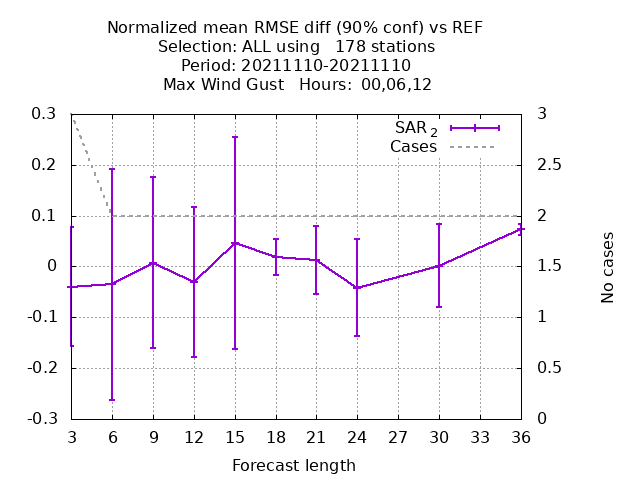 Normalized mean RMSE diff (90% conf) vs REF
Selection: ALL using   178 stations
Period: 20211110-20211110
Max Wind Gust   Hours:  00,06,12
0.3
0.2
0.1
0
-0.1
-0.2
-0.3
SAR 2
Cases
3
2.5
2
1.5
1
0.5
0
No cases
3 6 9 12 15 18 21 24 27 30 33 36
Forecast length